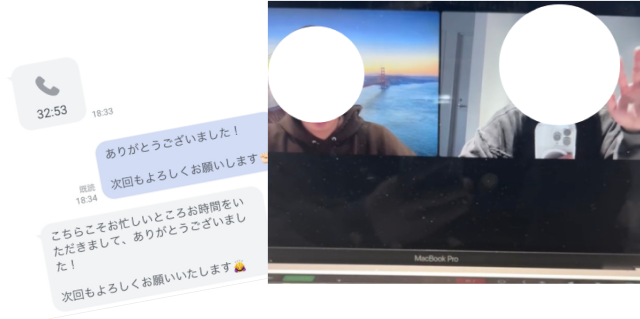 32:53
18:33
ありがとうございました！
次回もよろしくお願いします
既読
18:34
こちらこそお忙しいところお時間をい
ただきまして、ありがとうございまし
た！
次回もよろしくお願いいたします
MacBook Pro